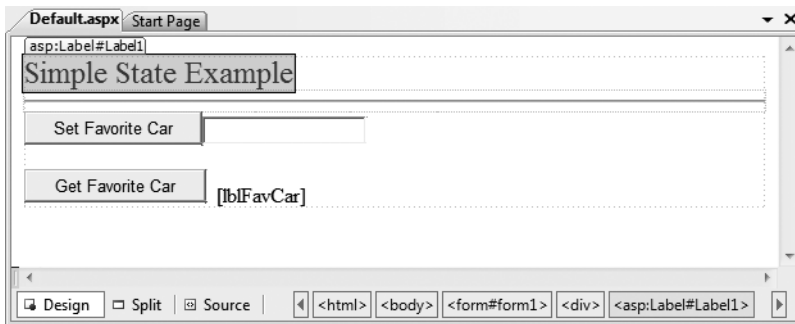 Default.aspx Start Page
asp:Label#Label1
Simple State Example
Set Favorite Car
Get Favorite Car [lblFavCar]
Design Split Source <html> <body> <form#form1> <div> <asp:Label#Label1>